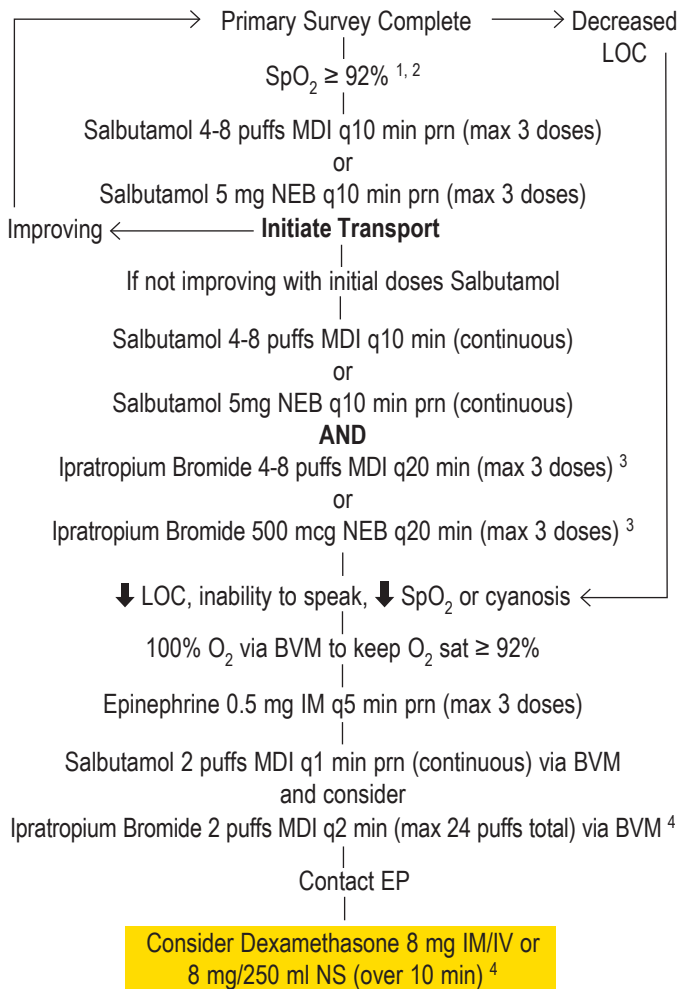 Primary Survey Complete
Decreased
LOC
SpO₂ ≥ 92% ¹, ²
Salbutamol 4-8 puffs MDI q10 min prn (max 3 doses)
or
Salbutamol 5 mg NEB q10 min prn (max 3 doses)
Improving
Initiate Transport
If not improving with initial doses Salbutamol
Salbutamol 4-8 puffs MDI q10 min (continuous)
or
Salbutamol 5mg NEB q10 min prn (continuous)
AND
Ipratropium Bromide 4-8 puffs MDI q20 min (max 3 doses) ³
or
Ipratropium Bromide 500 mcg NEB q20 min (max 3 doses) ³
⬇ LOC, inability to speak, ⬇ SpO₂ or cyanosis
100% O₂ via BVM to keep O₂ sat ≥ 92%
Epinephrine 0.5 mg IM q5 min prn (max 3 doses)
Salbutamol 2 puffs MDI q1 min prn (continuous) via BVM
and consider
Ipratropium Bromide 2 puffs MDI q2 min (max 24 puffs total) via BVM ⁴
Contact EP
Consider Dexamethasone 8 mg IM/IV or
8 mg/250 ml NS (over 10 min) ⁴